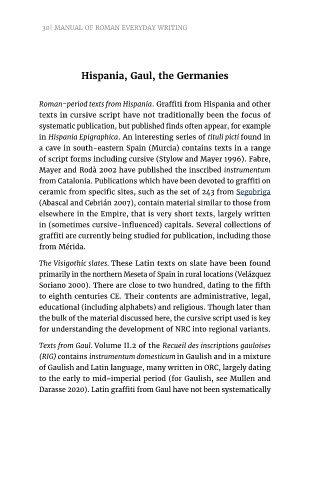 30| MANUAL OF ROMAN EVERYDAY WRITING
Hispania, Gaul, the Germanies
Roman-period texts from Hispania. Graffiti from Hispania and other
texts in cursive script have not traditionally been the focus of
systematic publication, but published finds often appear, for example
in Hispania Epigraphica. An interesting series of tituli picti found in
a cave in south-eastern Spain (Murcia) contains texts in a range
of script forms including cursive (Stylow and Mayer 1996). Fabre,
Mayer and Rodà 2002 have published the inscribed instrumentum
from Catalonia. Publications which have been devoted to graffiti on
ceramic from specific sites, such as the set of 243 from Segobriga
(Abascal and Cebrián 2007), contain material similar to those from
elsewhere in the Empire, that is very short texts, largely written
in (sometimes cursive-influenced) capitals. Several collections of
graffiti are currently being studied for publication, including those
from Mérida.
The Visigothic slates. These Latin texts on slate have been found
primarily in the northern Meseta of Spain in rural locations (Velázquez
Soriano 2000). There are close to two hundred, dating to the fifth
to eighth centuries CE. Their contents are administrative, legal,
educational (including alphabets) and religious. Though later than
the bulk of the material discussed here, the cursive script used is key
for understanding the development of NRC into regional variants.
Texts from Gaul. Volume II.2 of the Recueil des inscriptions gauloises
(RIG) contains instrumentum domesticum in Gaulish and in a mixture
of Gaulish and Latin language, many written in ORC, largely dating
to the early to mid-imperial period (for Gaulish, see Mullen and
Darasse 2020). Latin graffiti from Gaul have not been systematically